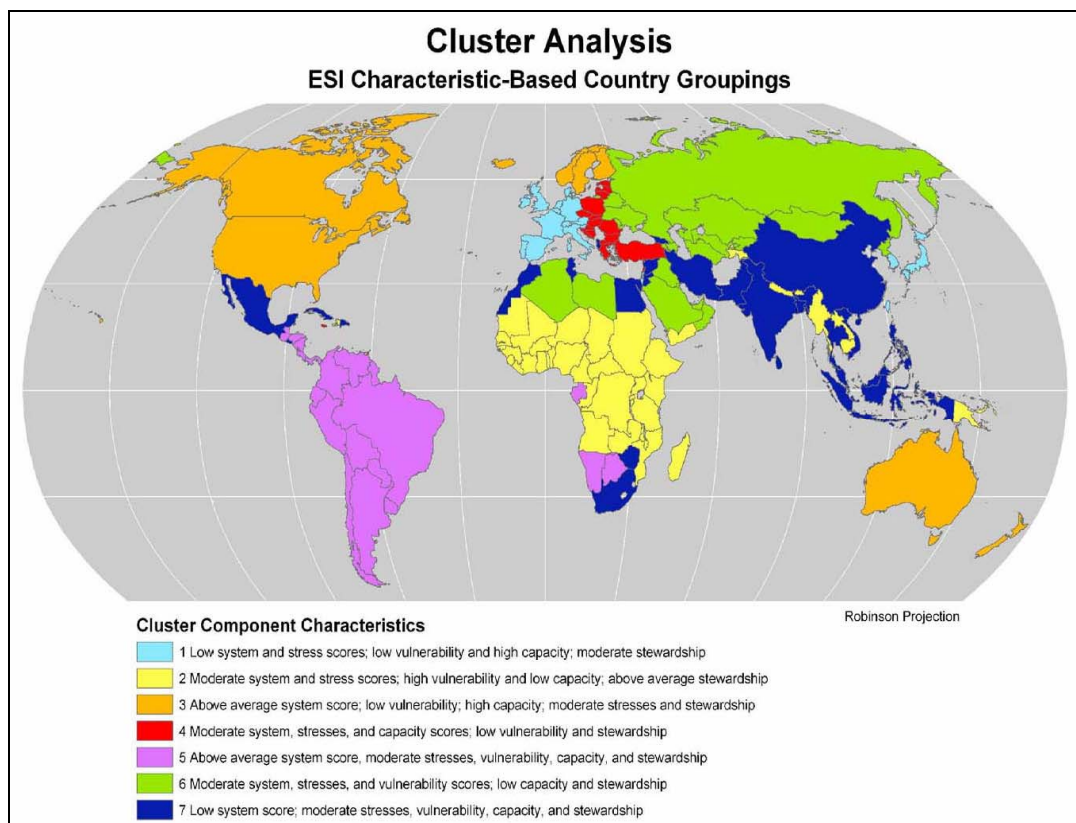 Cluster Analysis
ESI Characteristic-Based Country Groupings
Robinson Projection
Cluster Component Characteristics
1 Low system and stress scores; low vulnerability and high capacity; moderate stewardship
2 Moderate system and stress scores; high vulnerability and low capacity; above average stewardship
3 Above average system score; low vulnerability; high capacity; moderate stresses and stewardship
4 Moderate system, stresses, and capacity scores; low vulnerability and stewardship
5 Above average system score, moderate stresses, vulnerability, capacity, and stewardship
6 Moderate system, stresses, and vulnerability scores; low capacity and stewardship
7 Low system score; moderate stresses, vulnerability, capacity, and stewardship